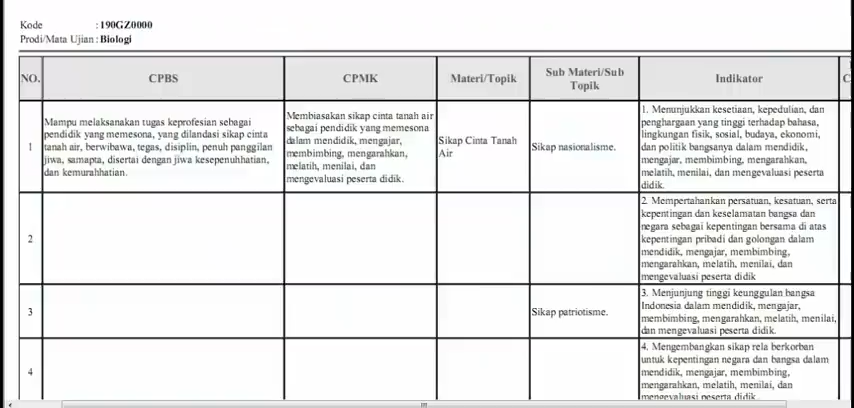 Kode : 190GZ0000
Prodi/Mata Ujian : Biologi
NO. CPBS CPMK Materi/Topik Sub Materi/Sub Topik Indikator C
1
Mampu melaksanakan tugas keprofesian sebagai
pendidik yang memesona, yang dilandasi sikap cinta
tanah air, berwibawa, tegas, disiplin, penuh panggilan
jiwa, samapta, disertai dengan jiwa kesepenuhhatian,
dan kemurahhatian.
Membiasakan sikap cinta tanah air
sebagai pendidik yang memesona
dalam mendidik, mengajar,
membimbing, mengarahkan,
melatih, menilai, dan
mengevaluasi peserta didik.
Sikap Cinta Tanah
Air
Sikap nasionalisme.
1. Menunjukkan kesetiaan, kepedulian, dan
penghargaan yang tinggi terhadap bahasa,
lingkungan fisik, sosial, budaya, ekonomi,
dan politik bangsanya dalam mendidik,
mengajar, membimbing, mengarahkan,
melatih, menilai, dan mengevaluasi peserta
didik.
2
2. Mempertahankan persatuan, kesatuan, serta
kepentingan dan keselamatan bangsa dan
negara sebagai kepentingan bersama di atas
kepentingan pribadi dan golongan dalam
mendidik, mengajar, membimbing,
mengarahkan, melatih, menilai, dan
mengevaluasi peserta didik
3
Sikap patriotisme.
3. Menjunjung tinggi keunggulan bangsa
Indonesia dalam mendidik, mengajar,
membimbing, mengarahkan, melatih, menilai,
dan mengevaluasi peserta didik.
4
4. Mengembangkan sikap rela berkorban
untuk kepentingan negara dan bangsa dalam
mendidik, mengajar, membimbing,
mengarahkan, melatih, menilai, dan
mengevaluasi peserta didik.